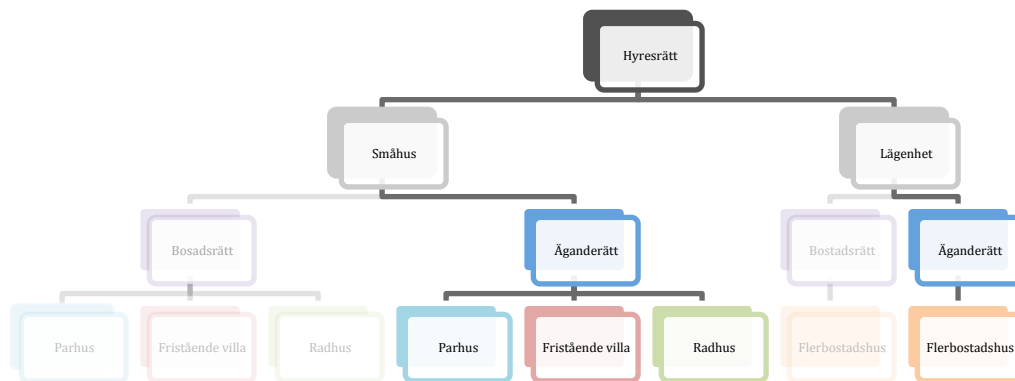 Hyresrätt
Småhus
Lägenhet
Bosadsrätt
Äganderätt
Bostadsrätt
Äganderätt
Parhus
Fristående villa
Radhus
Parhus
Fristående villa
Radhus
Flerbostadshus
Flerbostadshus